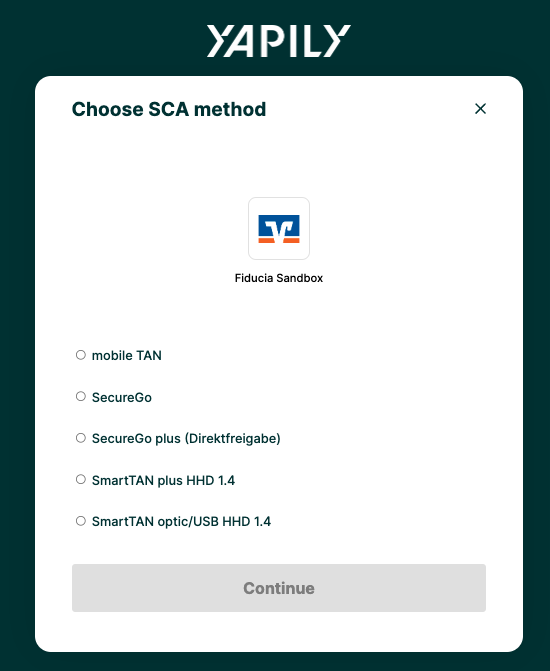 YAPILY
Choose SCA method
Fiducia Sandbox
mobile TAN
SecureGo
SecureGo plus (Direktfreigabe)
SmartTAN plus HHD 1.4
SmartTAN optic/USB HHD 1.4
Continue